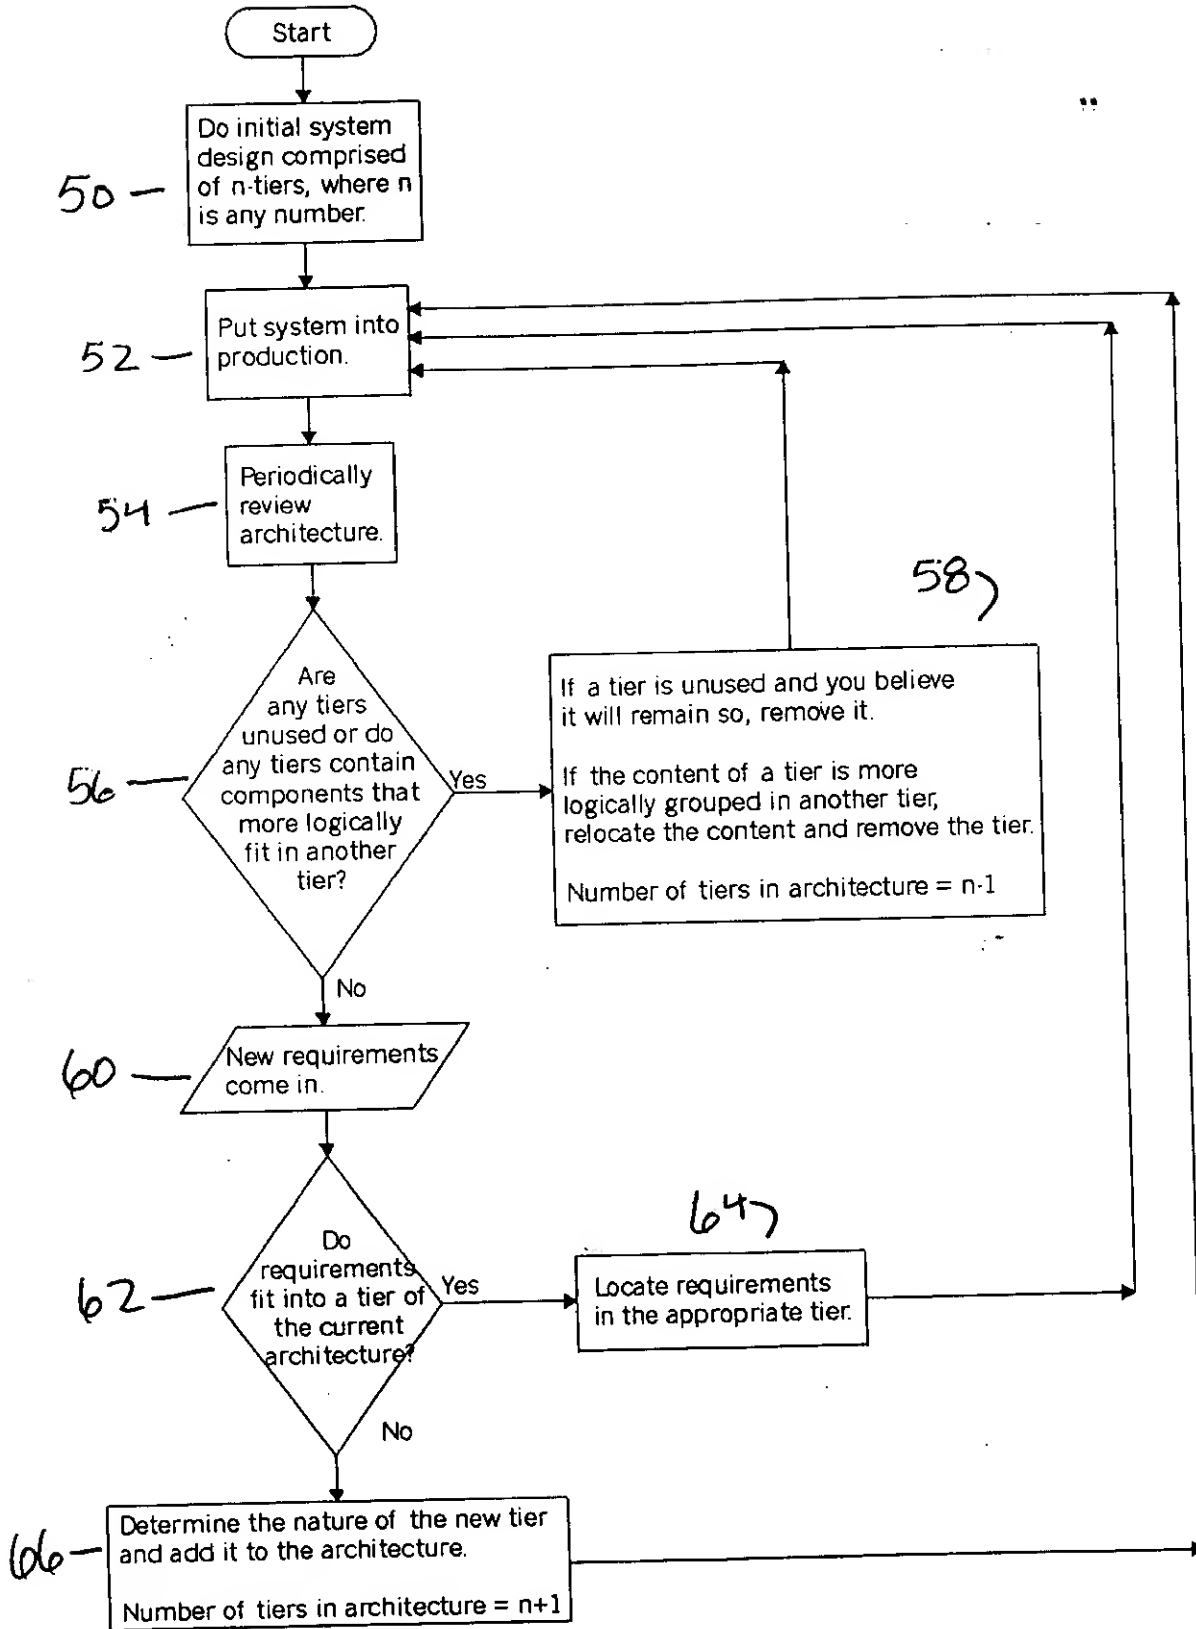 Start
Do initial system
design comprised
of n-tiers, where n
is any number.
50
Put system into
production.
52
Periodically
review
architecture.
54
58
Are
any tiers
unused or do
any tiers contain
components that
more logically
fit in another
tier?
56
Yes
If a tier is unused and you believe
it will remain so, remove it.
If the content of a tier is more
logically grouped in another tier,
relocate the content and remove the tier.
Number of tiers in architecture = n-1
No
New requirements
come in.
60
64
Do
requirements
fit into a tier of
the current
architecture?
62
Yes
Locate requirements
in the appropriate tier.
No
Determine the nature of the new tier
and add it to the architecture.
Number of tiers in architecture = n+1
66